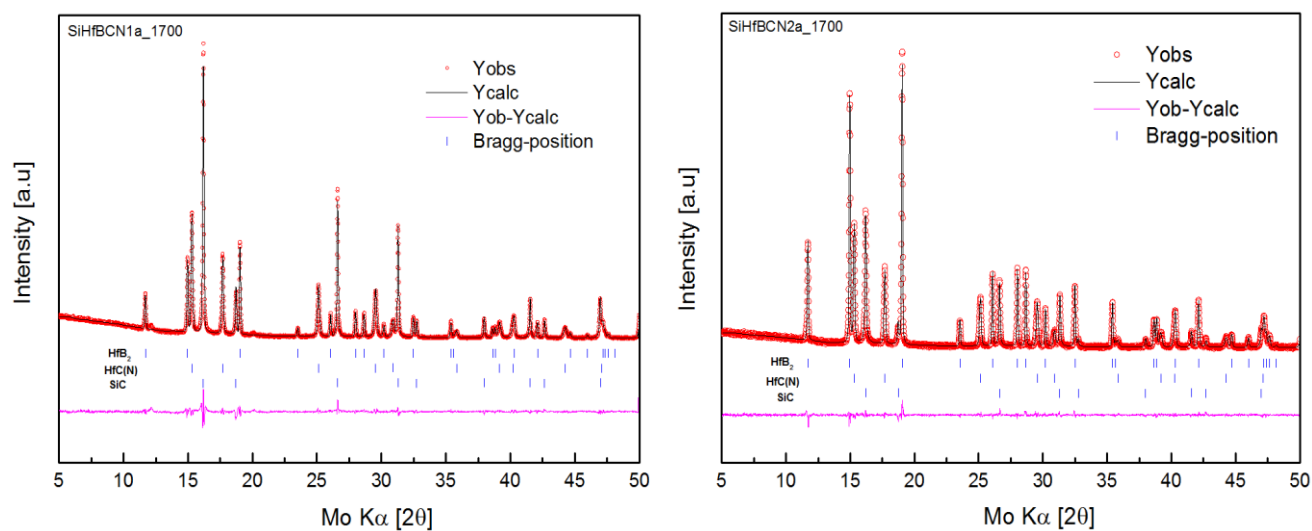 SiHfBCN1a_1700
Yobs
Ycalc
Yob-Ycalc
Bragg-position
Intensity [a.u]
HfB2
HfC(N)
SiC
5 10 15 20 25 30 35 40 45 50
Mo Kα [2θ]
SiHfBCN2a_1700
Yobs
Ycalc
Yob-Ycalc
Bragg-position
Intensity [a.u]
HfB2
HfC(N)
SiC
5 10 15 20 25 30 35 40 45 50
Mo Kα [2θ]